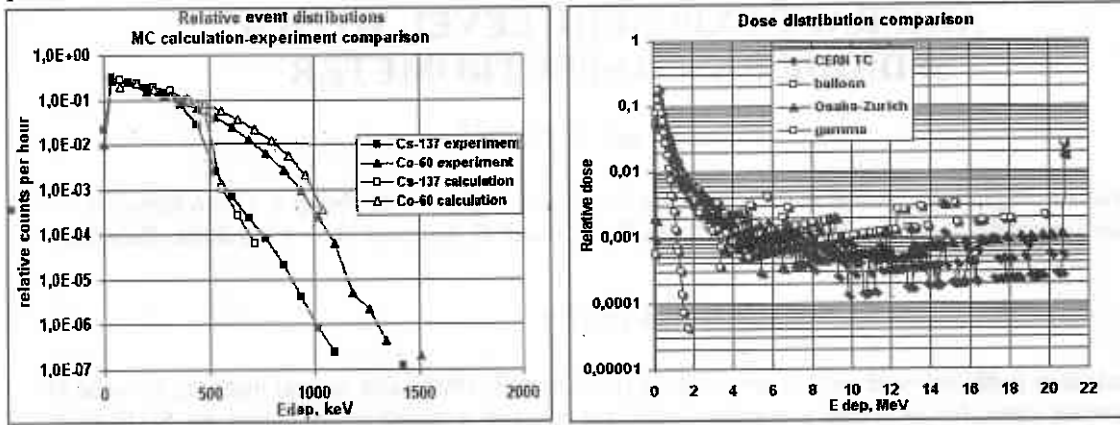 Relative event distributions
MC calculation-experiment comparison
relative counts per hour
1,0E+00
1,0E-01
1,0E-02
1,0E-03
1,0E-04
1,0E-05
1,0E-06
1,0E-07
Cs-137 experiment
Co-60 experiment
Cs-137 calculation
Co-60 calculation
0
500
1000
1500
2000
Edep, keV
Dose distribution comparison
Relative dose
1
0,1
0,01
0,001
0,0001
0,00001
CERN TC
balloon
Osaka-Zurich
gamma
0 2 4 6 8 10 12 14 16 18 20 22
E dep, MeV